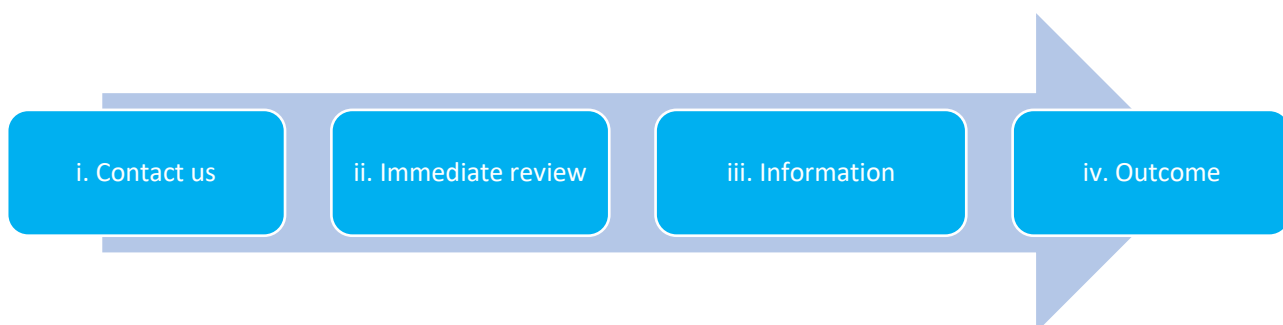 i. Contact us
ii. Immediate review
iii. Information
iv. Outcome